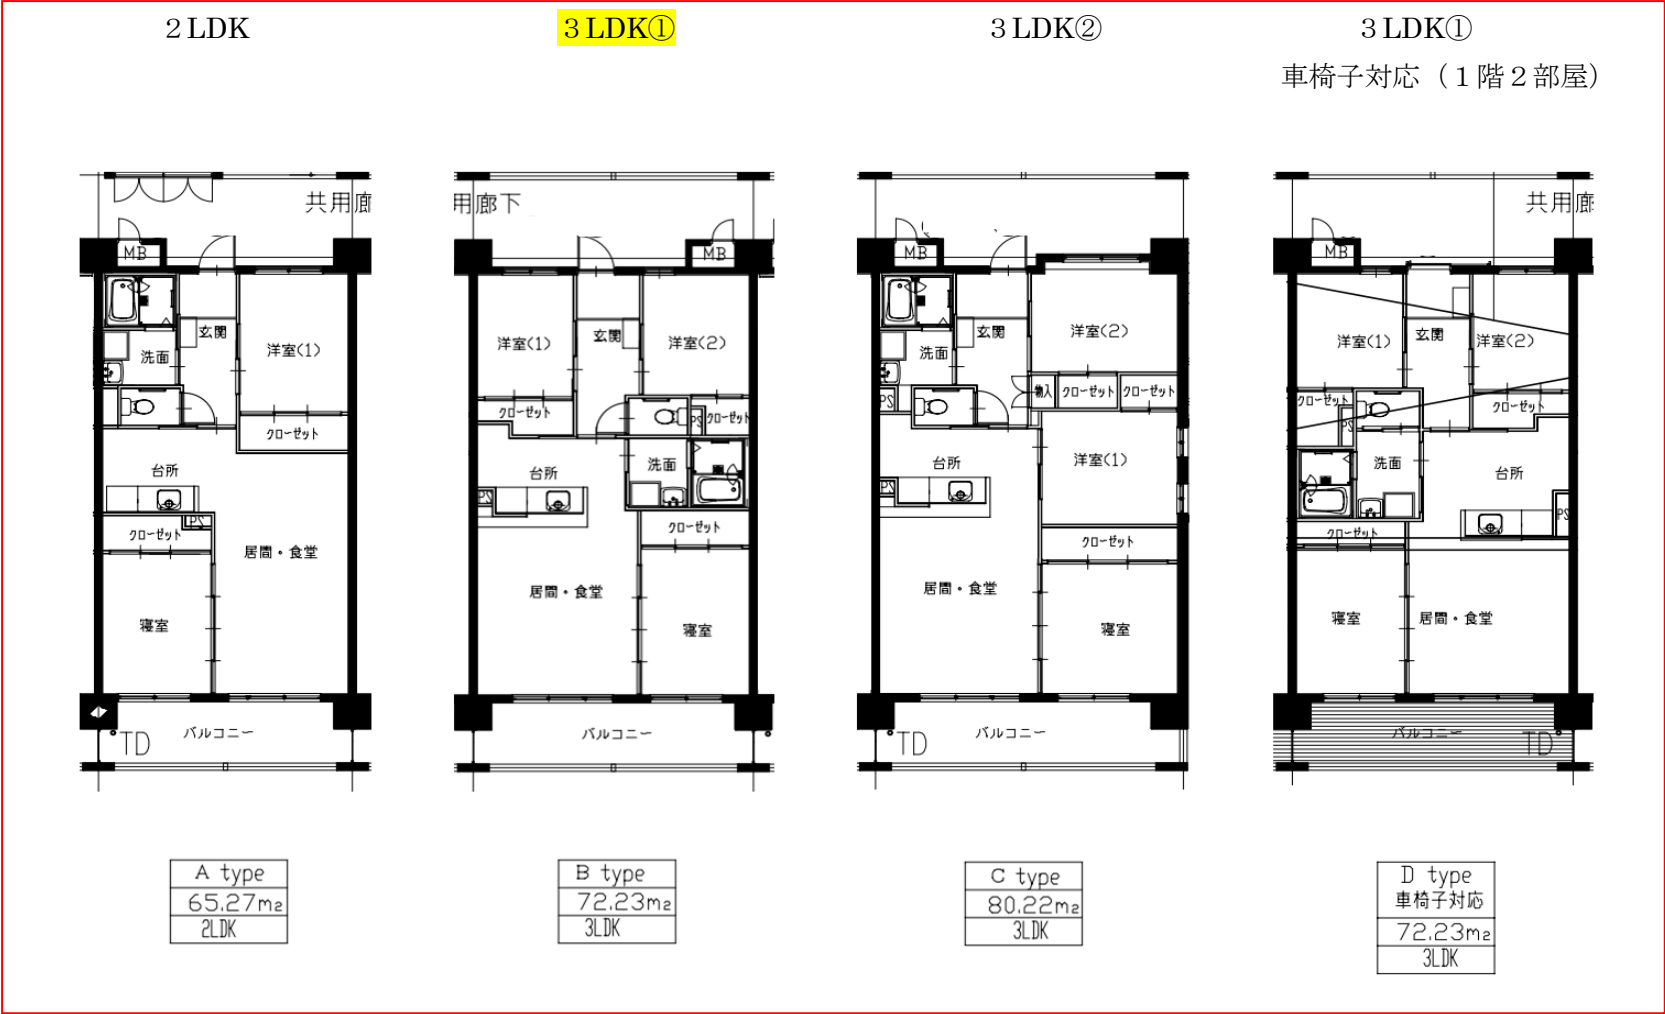 ２LDK
３LDK①
３LDK②
３LDK①
車椅子対応（１階２部屋）
共用廊
MB
玄関
洋室(1)
洗面
クローゼット
台所
PS
クローゼット
居間・食堂
寝室
バルコニー
TD
A type
65.27m2
2LDK
用廊下
MB
洋室(1)
玄関
洋室(2)
クローゼット
PS
クローゼット
洗面
台所
PS
クローゼット
居間・食堂
寝室
バルコニー
B type
72.23m2
3LDK
MB
玄関
洋室(2)
洗面
物入
クローゼット
クローゼット
PS
台所
洋室(1)
PS
クローゼット
居間・食堂
寝室
バルコニー
TD
C type
80.22m2
3LDK
共用廊
MB
洋室(1)
玄関
洋室(2)
クローゼット
クローゼット
PS
洗面
台所
PS
クローゼット
寝室
居間・食堂
バルコニー
TD
D type
車椅子対応
72.23m2
3LDK